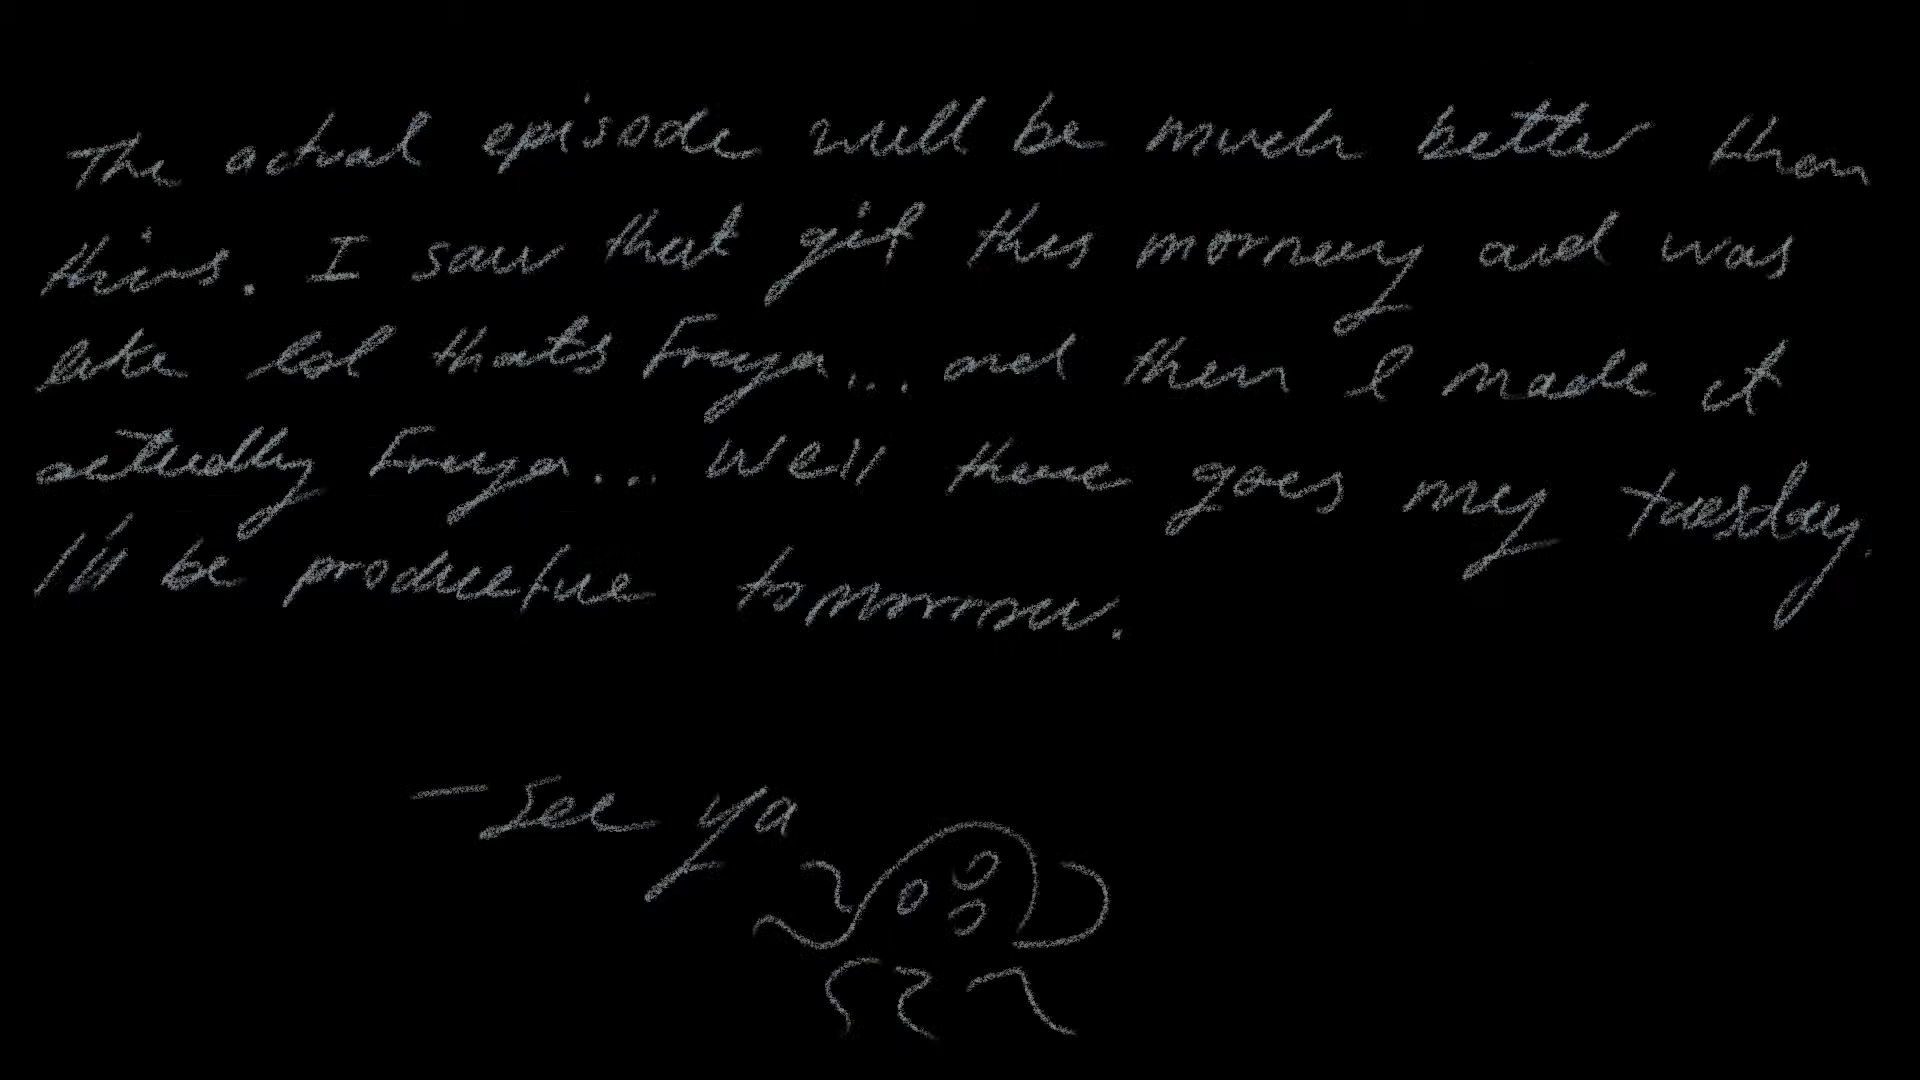 The actual episode will be much better than
this. I saw that gif this morning and was
like lol thats Freya... and then I made it
actually Freya... Well there goes my tuesday.
I'll be productive tomorrow.
— See ya